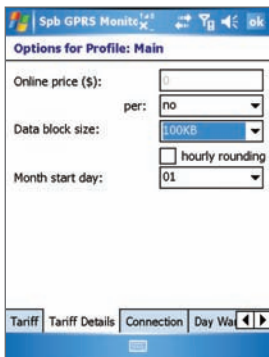 Spb GPRS Monito
ok
Options for Profile: Main
Online price ($): 0
per: no
Data block size: 100KB
hourly rounding
Month start day: 01
Tariff Tariff Details Connection Day Wa